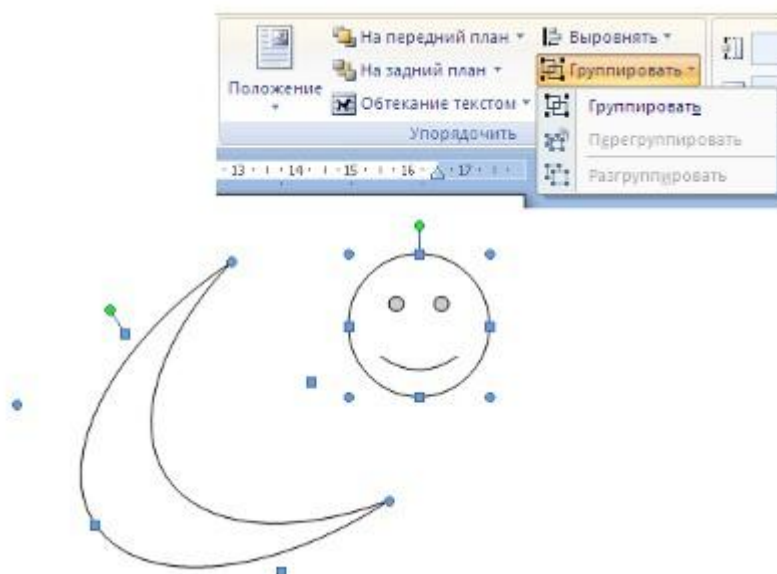 На передний план
Выровнять
На задний план
Группировать
Положение
Обтекание текстом
Упорядочить
Группировать
Перегруппировать
Разгруппировать
13 14 15 16 17